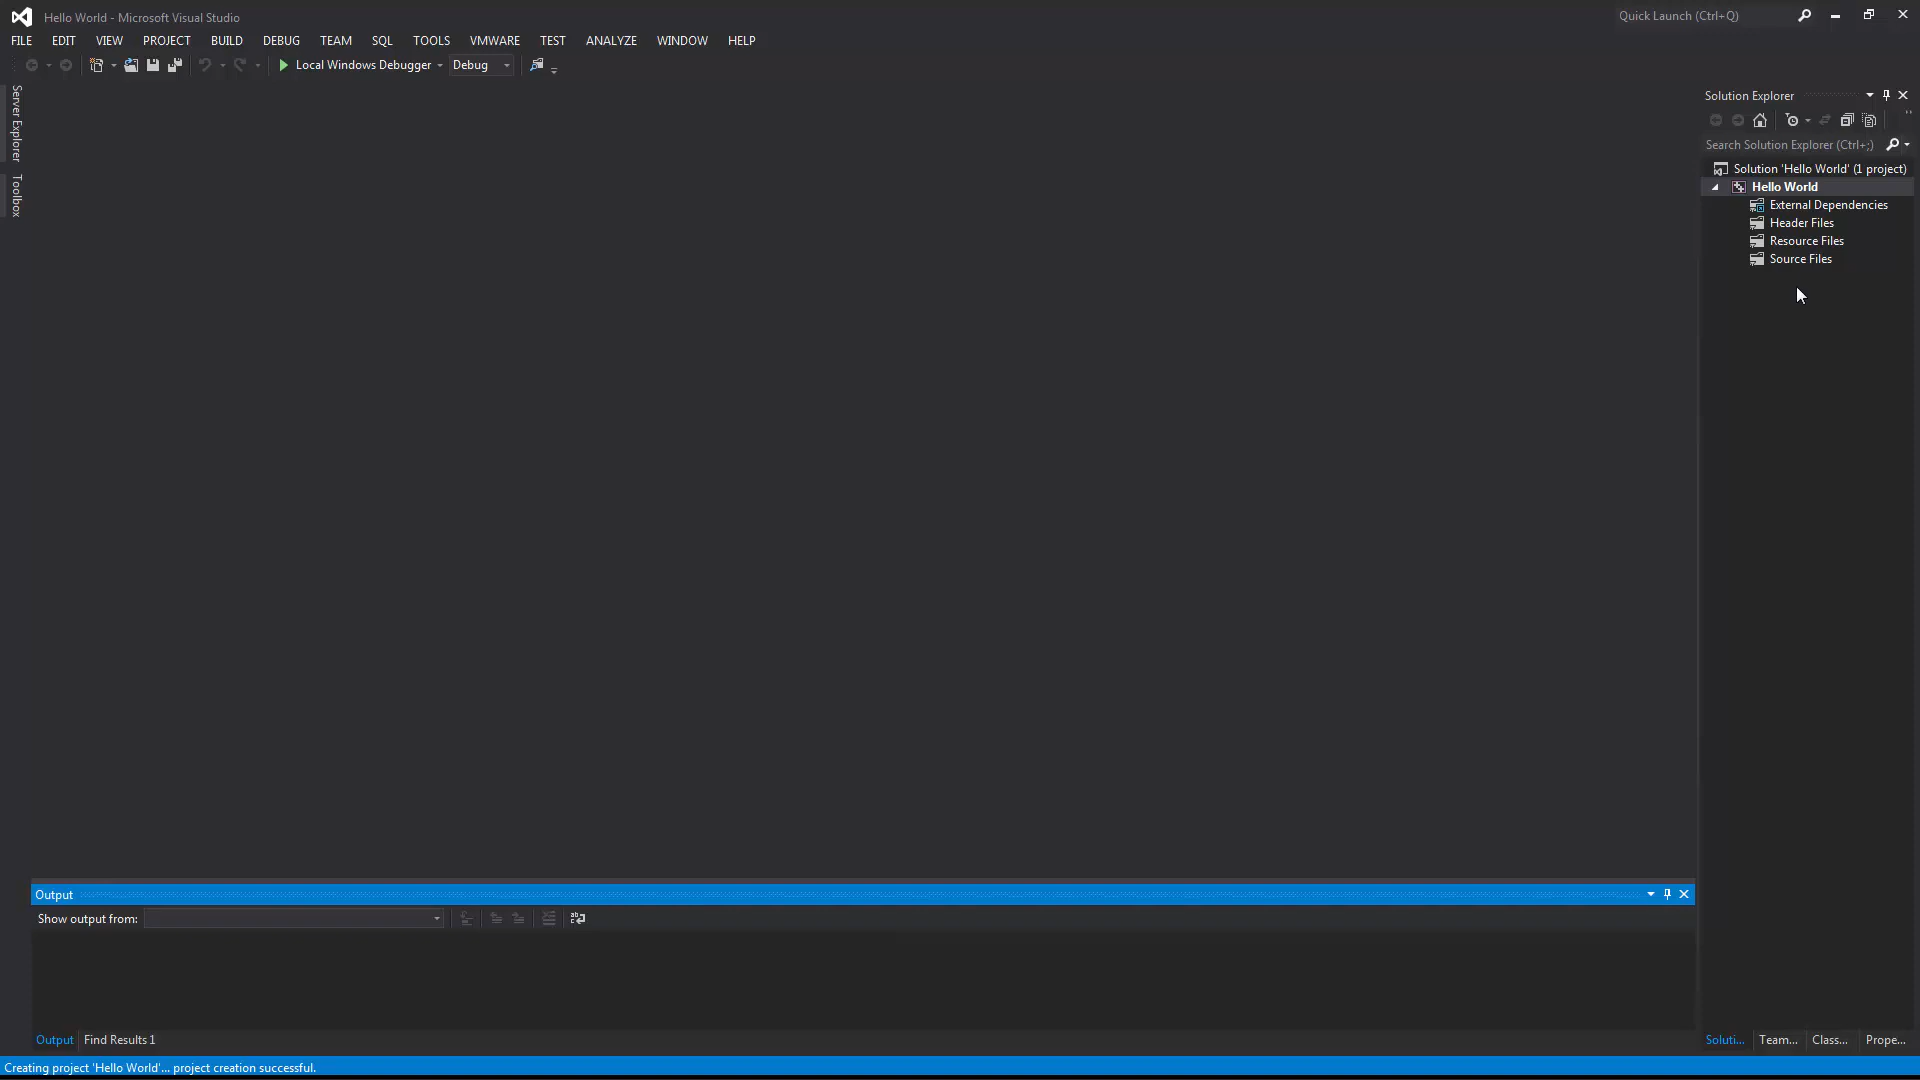 Hello World - Microsoft Visual Studio
Quick Launch (Ctrl+Q)
FILE EDIT VIEW PROJECT BUILD DEBUG TEAM SQL TOOLS VMWARE TEST ANALYZE WINDOW HELP
Local Windows Debugger Debug
Server Explorer
Toolbox
Solution Explorer
Search Solution Explorer (Ctrl+;)
Solution 'Hello World' (1 project)
Hello World
External Dependencies
Header Files
Resource Files
Source Files
Output
Show output from:
Output Find Results 1
Soluti... Team... Class... Prope...
Creating project 'Hello World'... project creation successful.